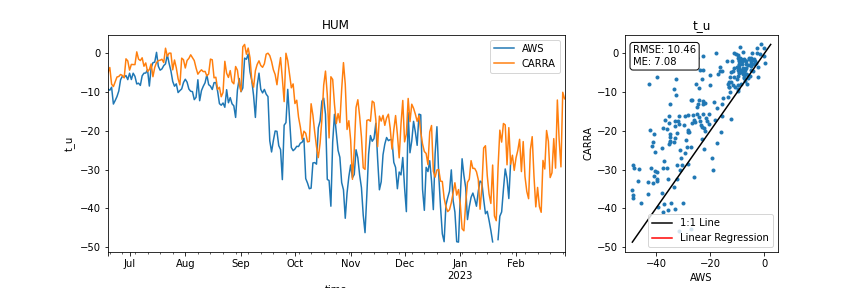 HUM
t_u
0
−10
−20
−30
−40
−50
AWS
CARRA
Jul
Aug
Sep
Oct
Nov
Dec
Jan
2023
Feb
t_u
CARRA
0
−10
−20
−30
−40
−50
RMSE: 10.46
ME: 7.08
1:1 Line
Linear Regression
−40
−20
0
AWS